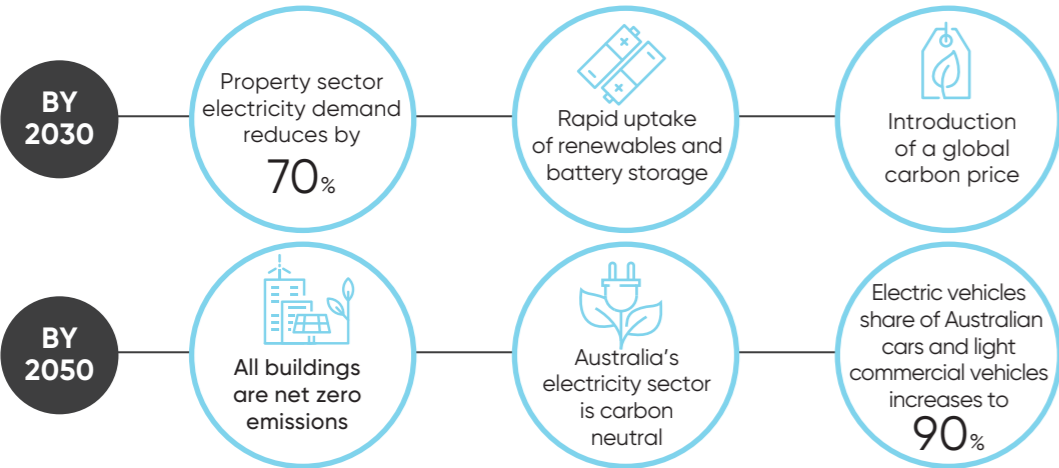 BY
2030
Property sector
electricity demand
reduces by
70%
Rapid uptake
of renewables and
battery storage
Introduction
of a global
carbon price
BY
2050
All buildings
are net zero
emissions
Australia’s
electricity sector
is carbon
neutral
Electric vehicles
share of Australian
cars and light
commercial vehicles
increases to
90%